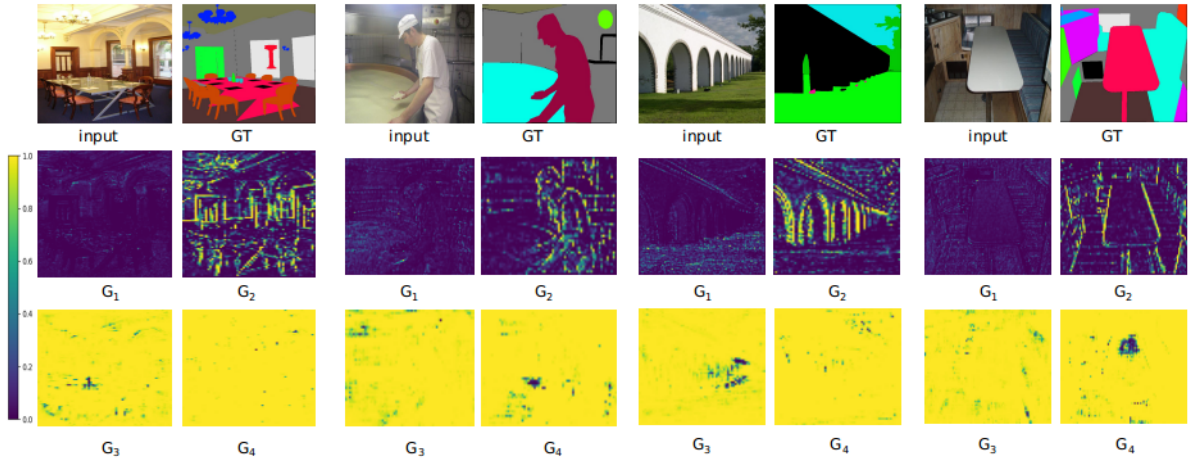 input GT input GT input GT input GT
1.0
0.8
0.6
0.4
0.2
0.0
G₁ G₂ G₁ G₂ G₁ G₂ G₁ G₂
G₃ G₄ G₃ G₄ G₃ G₄ G₃ G₄